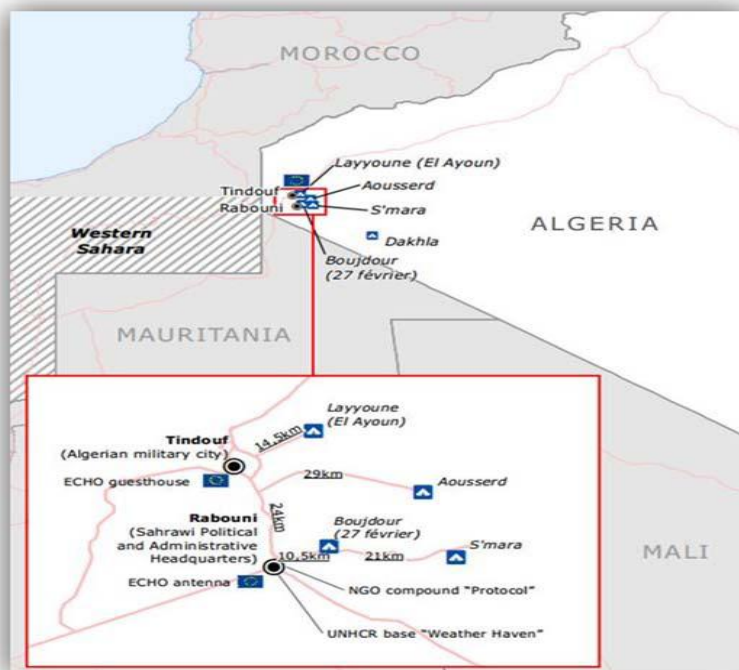 MOROCCO
Layyoune (El Ayoun)
Tindouf
Aousserd
Rabouni
S'mara
ALGERIA
Western
Sahara
Dakhla
Boujdour
(27 février)
MAURITANIA
Layyoune
(El Ayoun)
14,5km
Tindouf
(Algerian military city)
ECHO guesthouse
29km
Aousserd
24km
Rabouni
(Sahrawi Political
and Administrative
Headquarters)
Boujdour
(27 février)
S'mara
10,5km
21km
MALI
ECHO antenna
NGO compound "Protocol"
UNHCR base "Weather Haven"